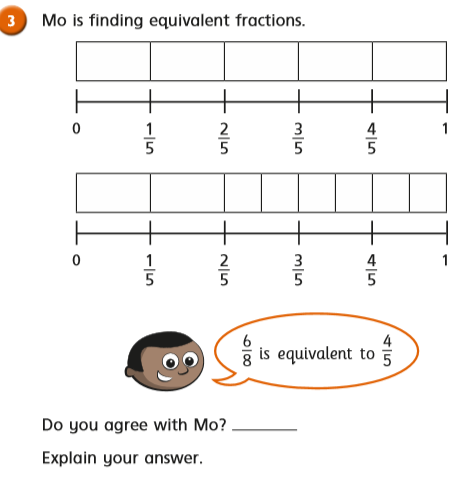 3 Mo is finding equivalent fractions.
0 1/5 2/5 3/5 4/5 1
0 1/5 2/5 3/5 4/5 1
6/8 is equivalent to 4/5
Do you agree with Mo? ________
Explain your answer.